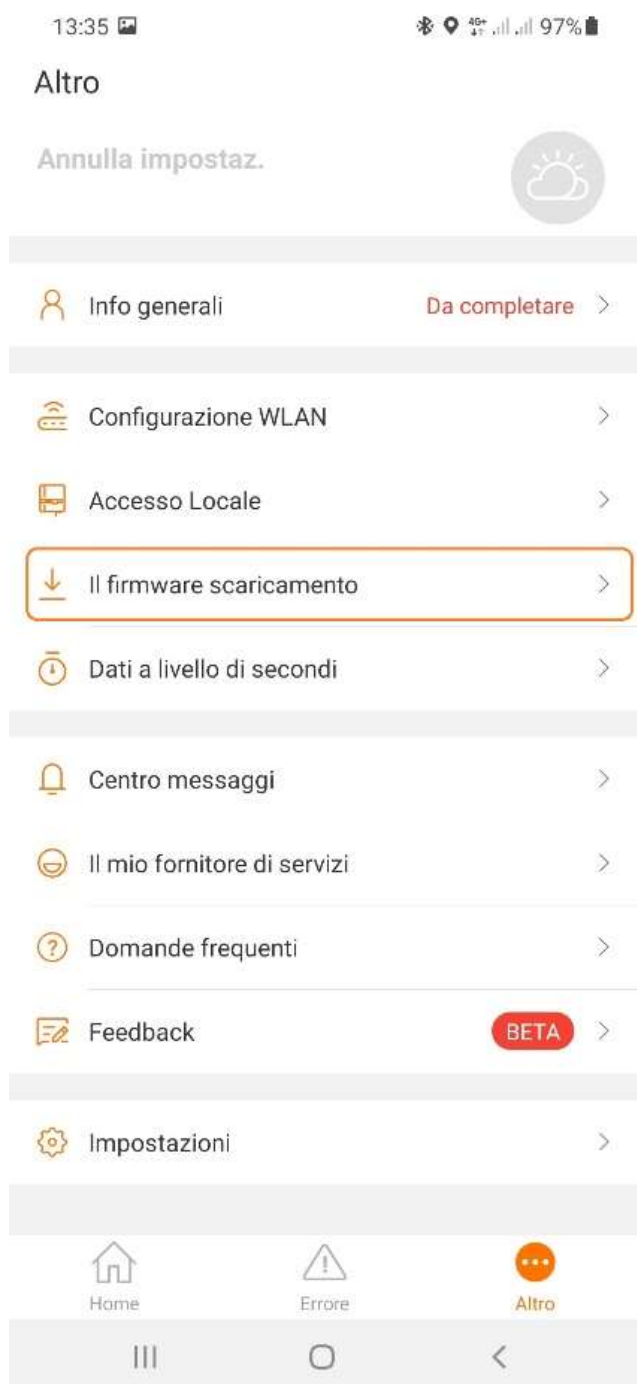 13:35
4G+ 97%
Altro
Annulla impostaz.
Info generali Da completare
Configurazione WLAN
Accesso Locale
Il firmware scaricamento
Dati a livello di secondi
Centro messaggi
Il mio fornitore di servizi
Domande frequenti
Feedback BETA
Impostazioni
Home Errore Altro